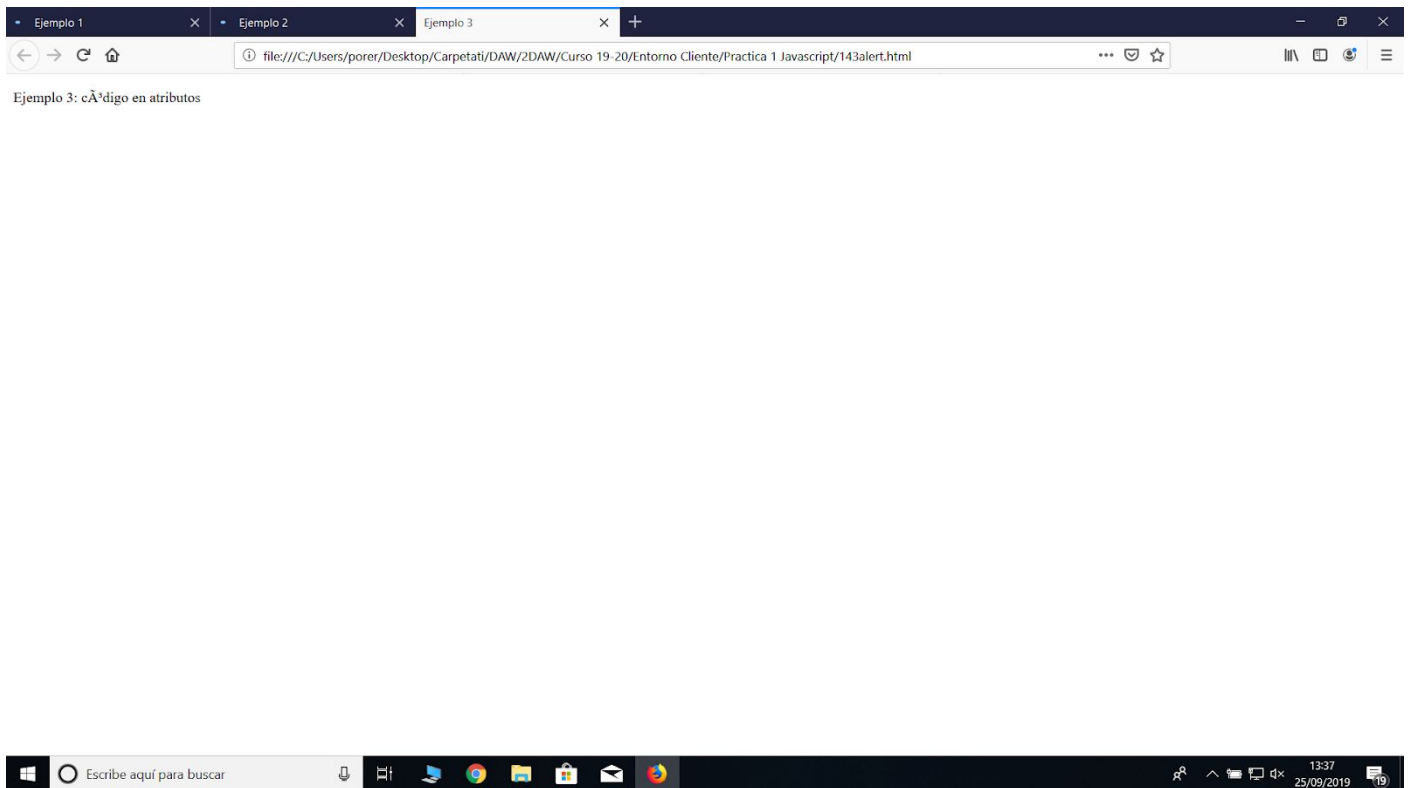 Ejemplo 1
Ejemplo 2
Ejemplo 3
file:///C:/Users/porer/Desktop/Carpetati/DAW/2DAW/Curso 19-20/Entorno Cliente/Practica 1 Javascript/143alert.html
Ejemplo 3: cÃ³digo en atributos
Escribe aquí para buscar
13:37
25/09/2019
19